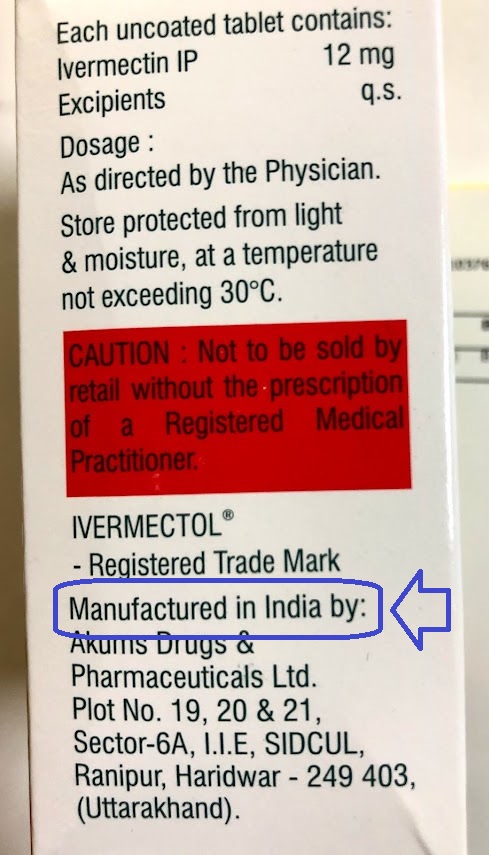 Each uncoated tablet contains:
Ivermectin IP 12 mg
Excipients q.s.
Dosage :
As directed by the Physician.
Store protected from light
& moisture, at a temperature
not exceeding 30°C.
CAUTION : Not to be sold by
retail without the prescription
of a Registered Medical
Practitioner.
IVERMECTOL®
- Registered Trade Mark
Manufactured in India by:
Akums Drugs &
Pharmaceuticals Ltd.
Plot No. 19, 20 & 21,
Sector-6A, I.I.E, SIDCUL,
Ranipur, Haridwar - 249 403,
(Uttarakhand).